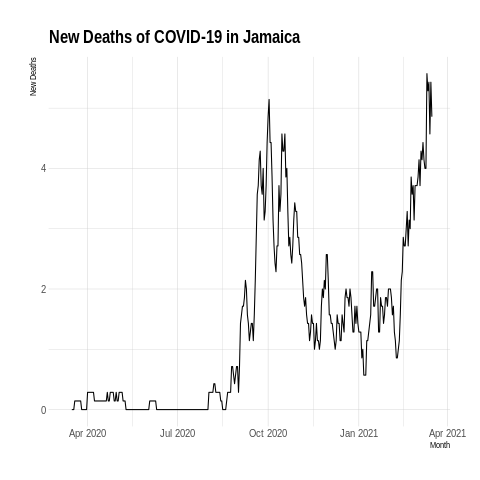 New Deaths of COVID-19 in Jamaica
New Deaths
4
2
0
Apr 2020 Jul 2020 Oct 2020 Jan 2021 Apr 2021
Month